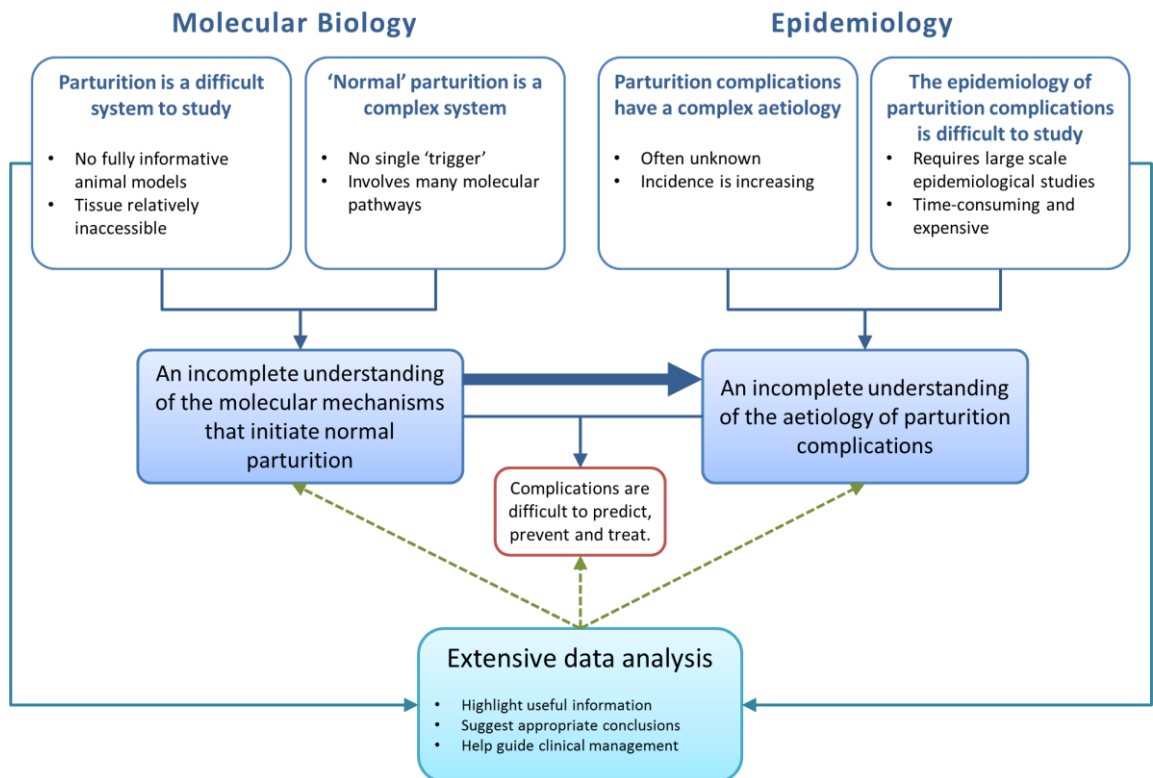 Molecular Biology
Epidemiology
Parturition is a difficult
system to study
• No fully informative
animal models
• Tissue relatively
inaccessible
‘Normal’ parturition is a
complex system
• No single ‘trigger’
• Involves many molecular
pathways
Parturition complications
have a complex aetiology
• Often unknown
• Incidence is increasing
The epidemiology of
parturition complications
is difficult to study
• Requires large scale
epidemiological studies
• Time-consuming and
expensive
An incomplete understanding
of the molecular mechanisms
that initiate normal
parturition
An incomplete understanding
of the aetiology of parturition
complications
Complications are
difficult to predict,
prevent and treat.
Extensive data analysis
• Highlight useful information
• Suggest appropriate conclusions
• Help guide clinical management